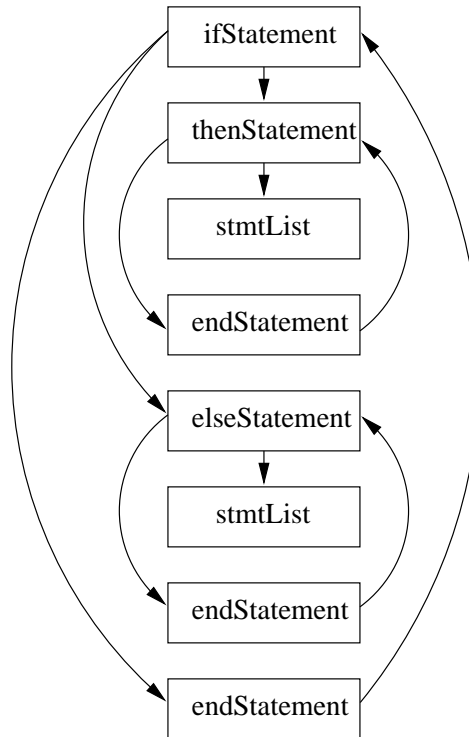 ifStatement
thenStatement
stmtList
endStatement
elseStatement
stmtList
endStatement
endStatement